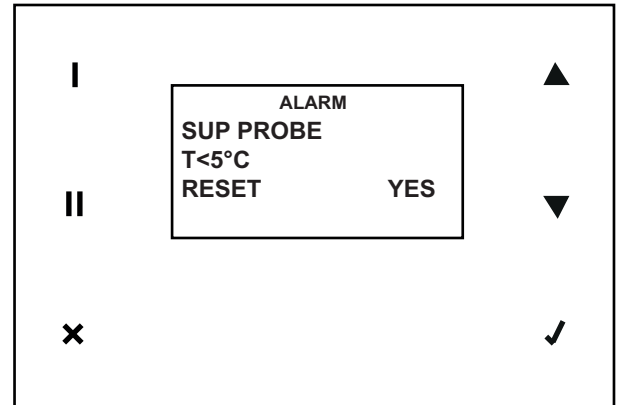 I
ALARM
SUP PROBE
T<5°C
RESET YES
II